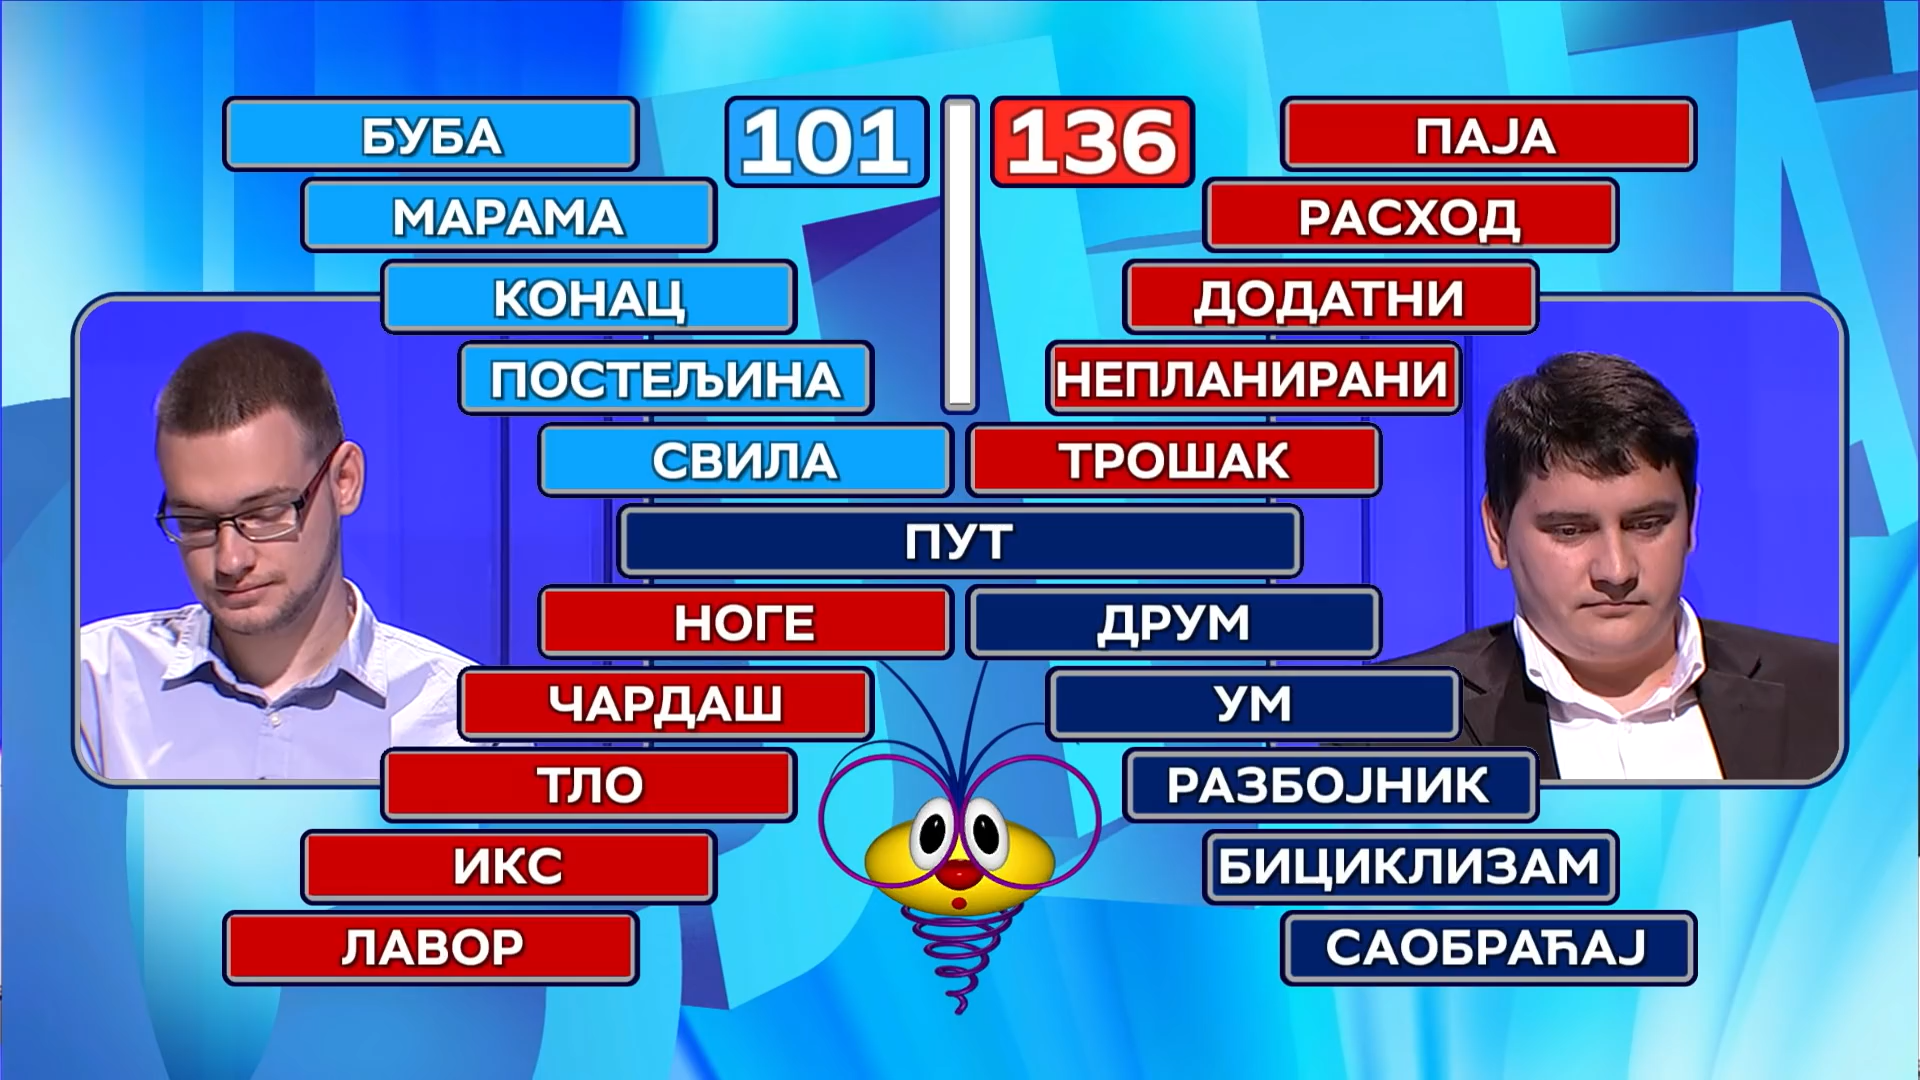 БУБА
МАРАМА
КОНАЦ
ПОСТЕЉИНА
СВИЛА
101
136
ПАЈА
РАСХОД
ДОДАТНИ
НЕПЛАНИРАНИ
ТРОШАК
ПУТ
НОГЕ
ЧАРДАШ
ТЛО
ИКС
ЛАВОР
ДРУМ
УМ
РАЗБОЈНИК
БИЦИКЛИЗАМ
САОБРАЋАЈ